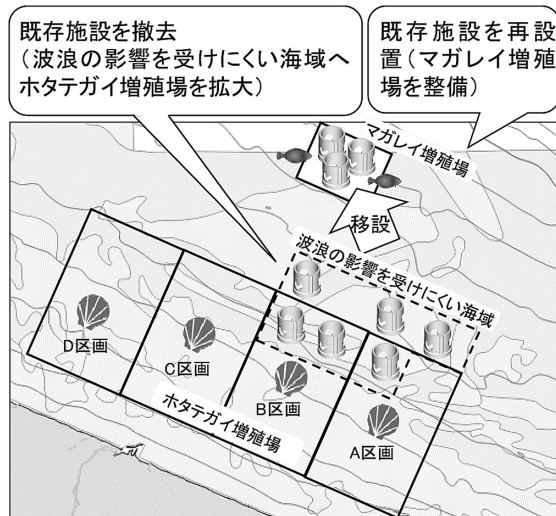 既存施設を撤去
（波浪の影響を受けにくい海域へ
ホタテガイ増殖場を拡大）
既存施設を再設
置（マガレイ増殖
場を整備）
マガレイ増殖場
移設
波浪の影響を受けにくい海域
D区画
C区画
B区画
A区画
ホタテガイ増殖場